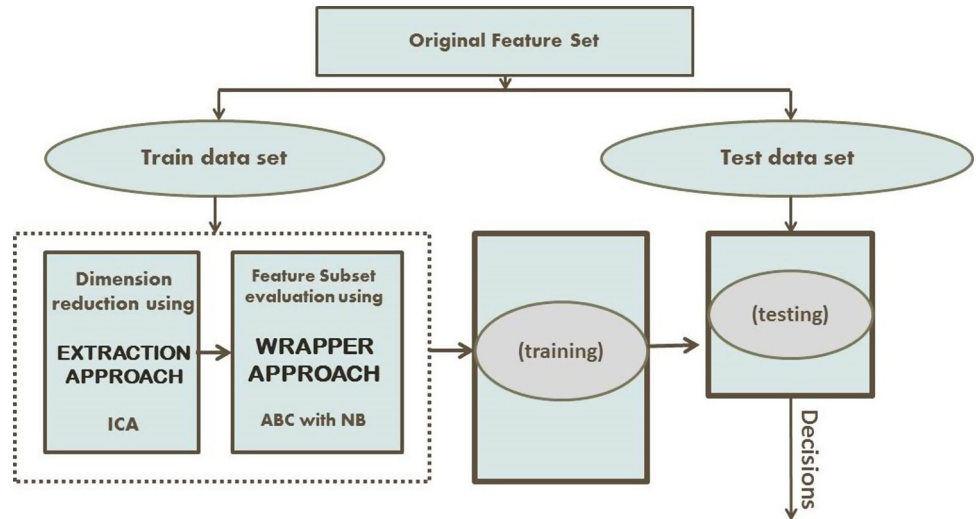 Original Feature Set
Train data set
Test data set
Dimension
reduction using
EXTRACTION
APPROACH
ICA
Feature Subset
evaluation using
WRAPPER
APPROACH
ABC with NB
(training)
(testing)
Decisions